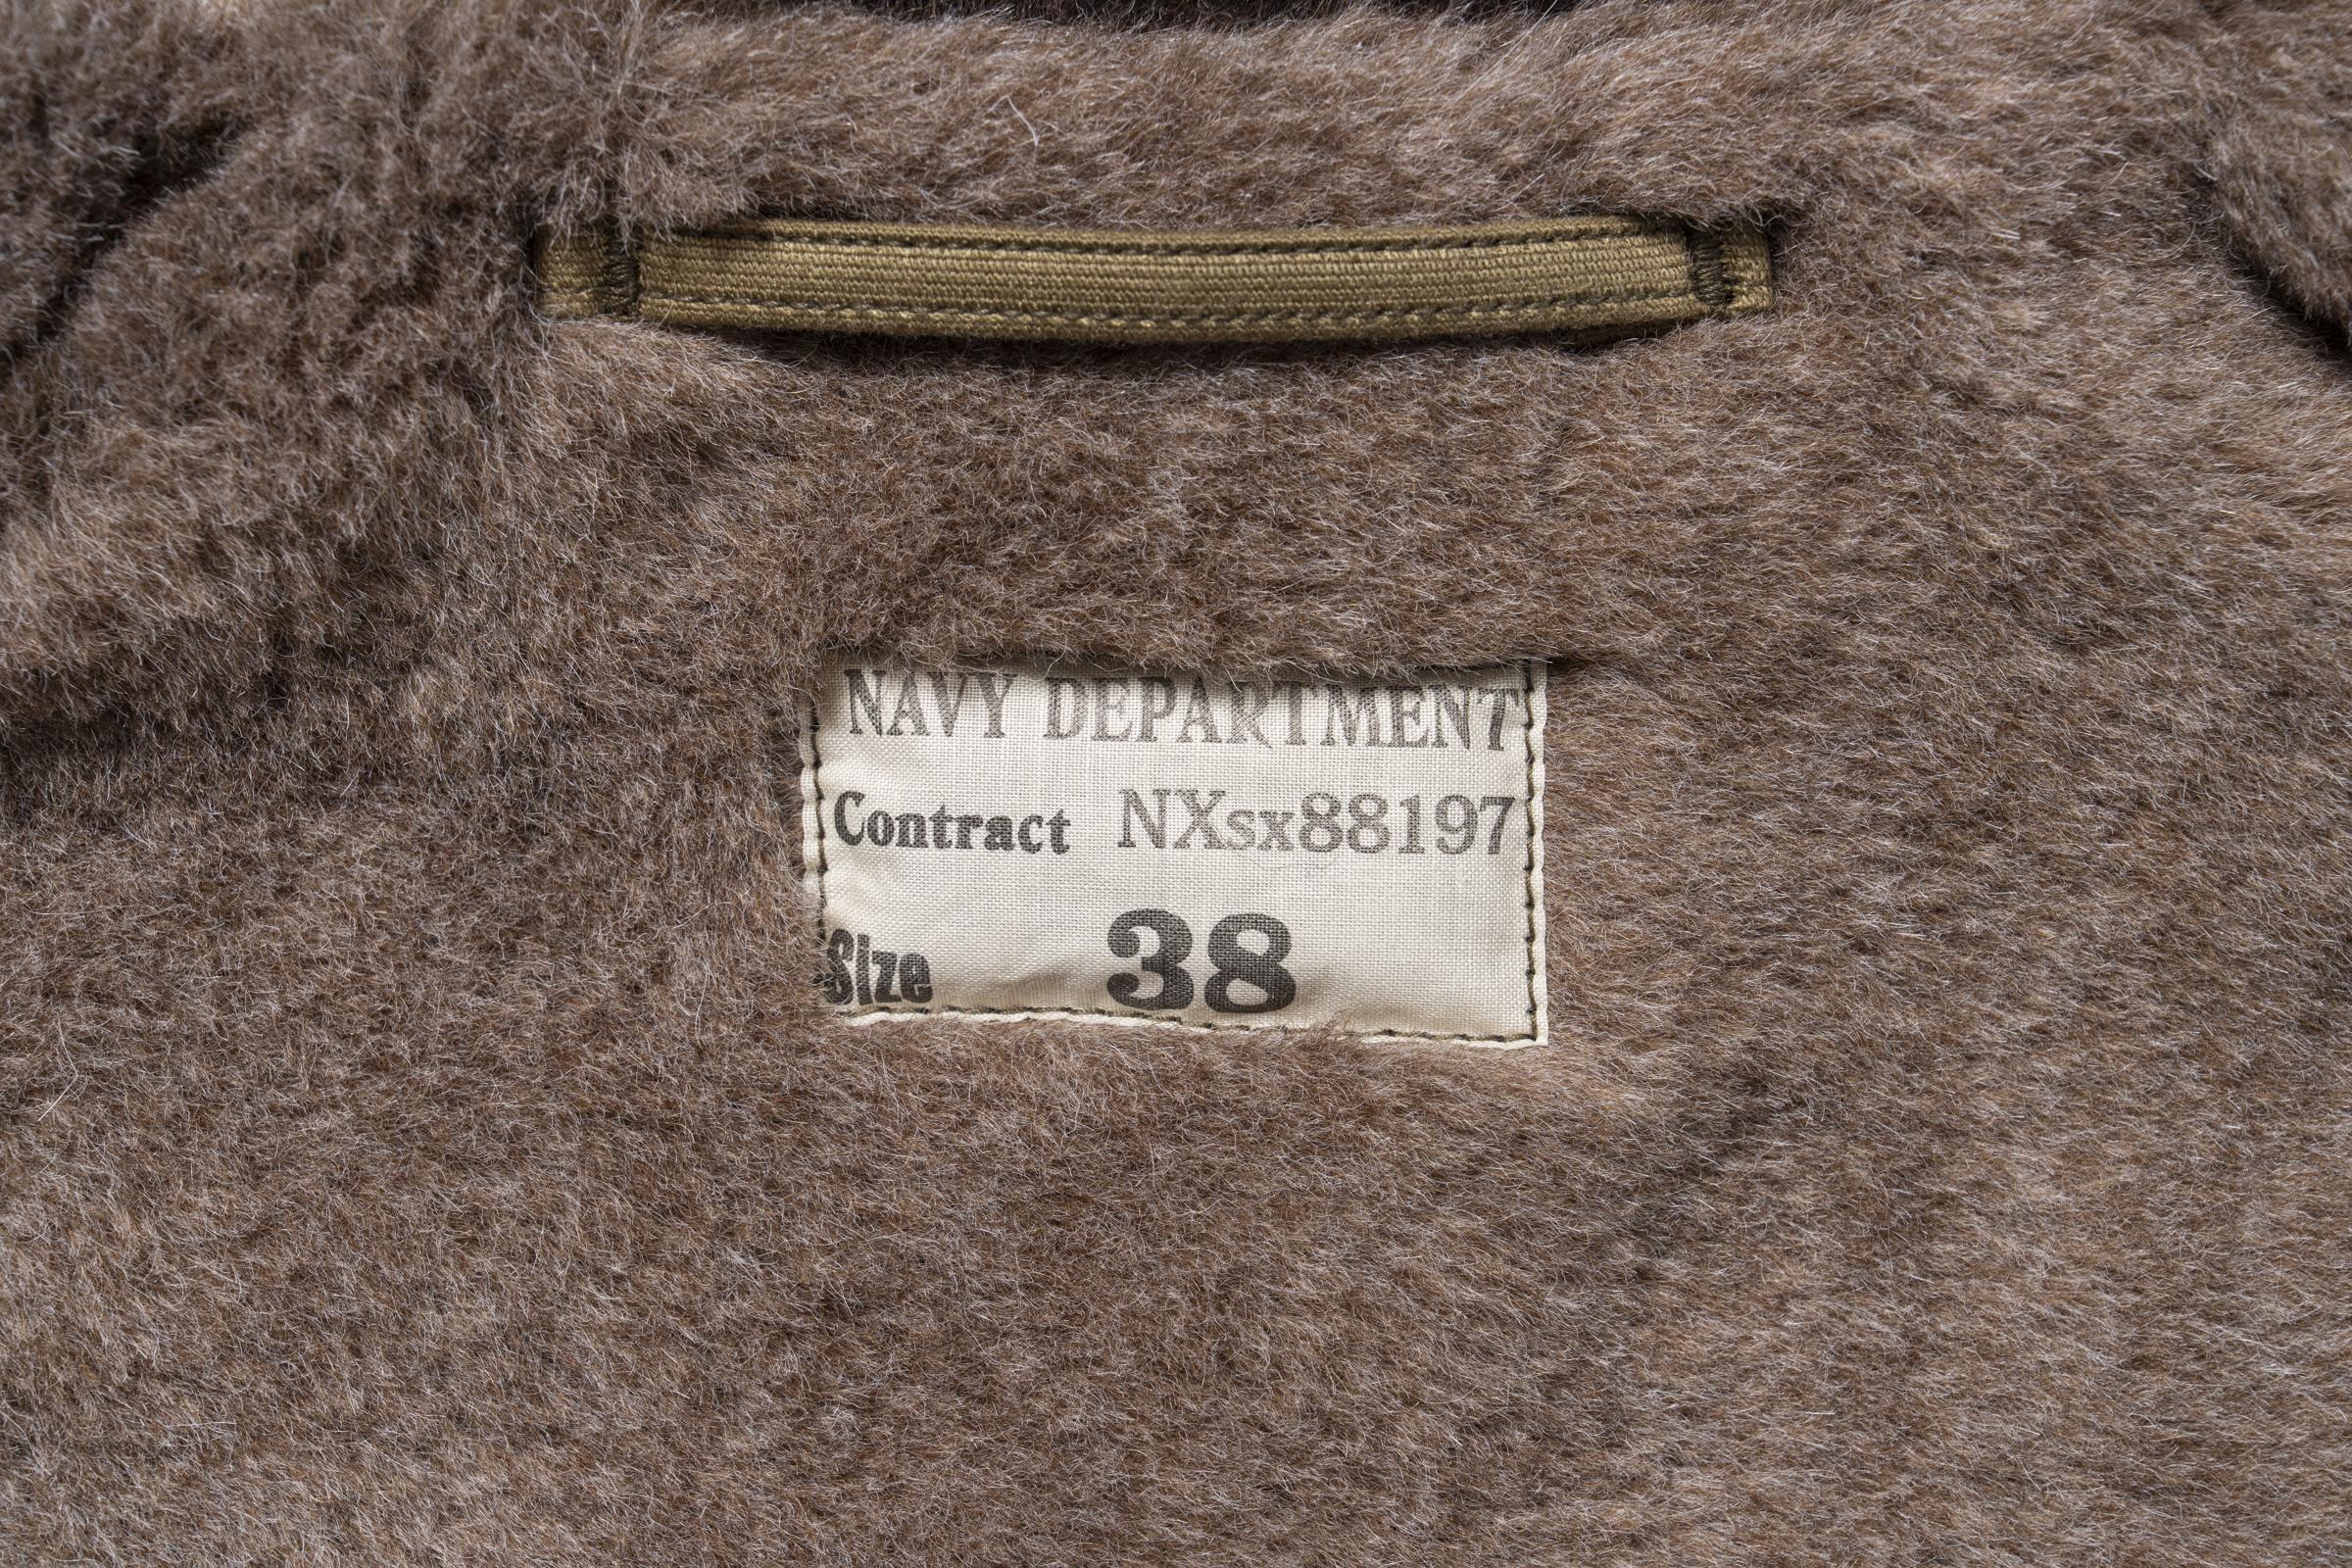 NAVY DEPARTMENT
Contract NXsx88197
Size 38